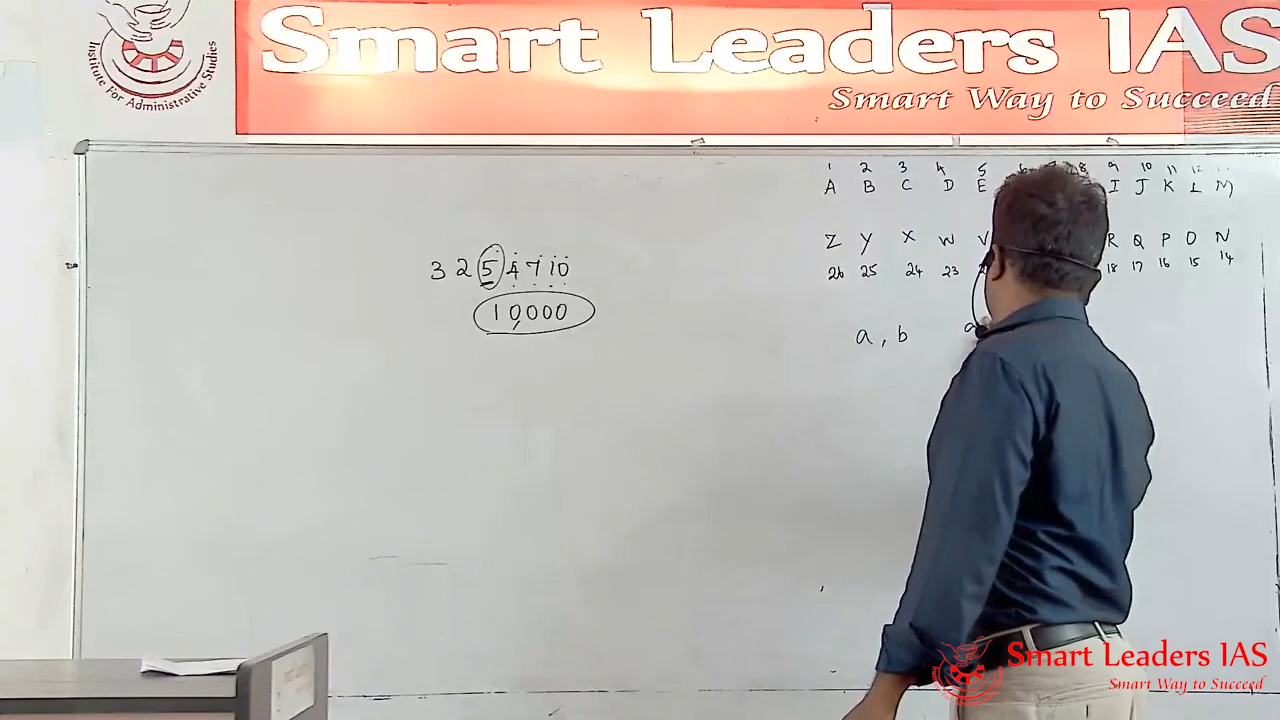 Smart Leaders IAS
Smart Way to Succeed
Institute For Administrative Studies
1 2 3 4 5 8 9 10 11 12
A B C D E I J K L M
Z Y X W V R Q P O N
26 25 24 23 18 17 16 15 14
a, b a
3 2 5 4 7 10
10,000
Smart Leaders IAS
Smart Way to Succeed